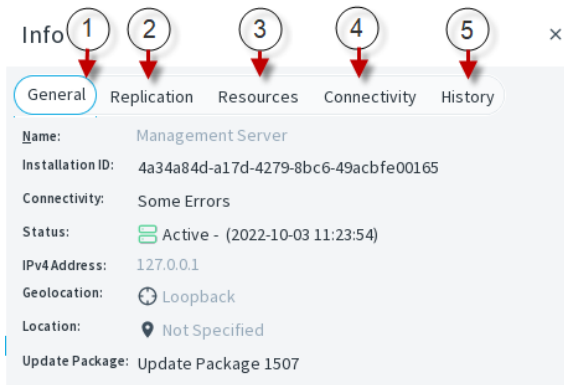 Info
1 2 3 4 5
×
General Replication Resources Connectivity History
Name: Management Server
Installation ID: 4a34a84d-a17d-4279-8bc6-49acbfe00165
Connectivity: Some Errors
Status: Active - (2022-10-03 11:23:54)
IPv4 Address: 127.0.0.1
Geolocation: Loopback
Location: Not Specified
Update Package: Update Package 1507